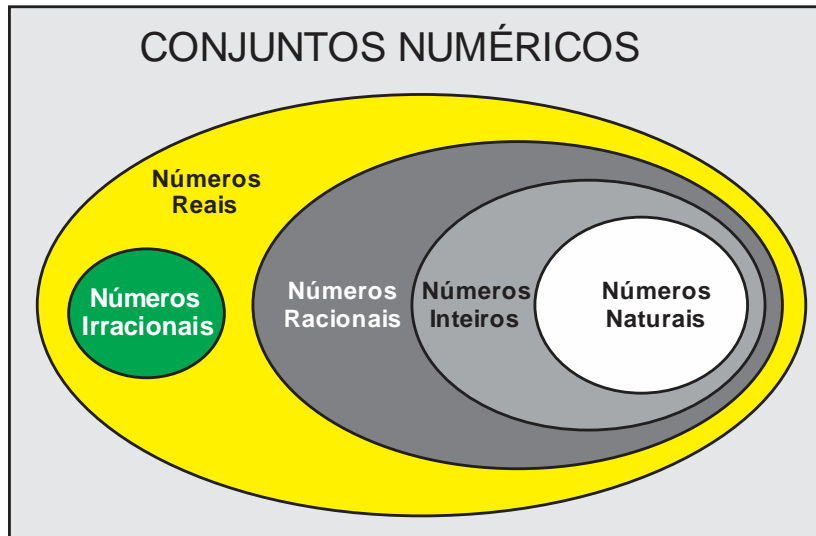 CONJUNTOS NUMÉRICOS
Números
Reais
Números
Irracionais
Números
Racionais
Números
Inteiros
Números
Naturais